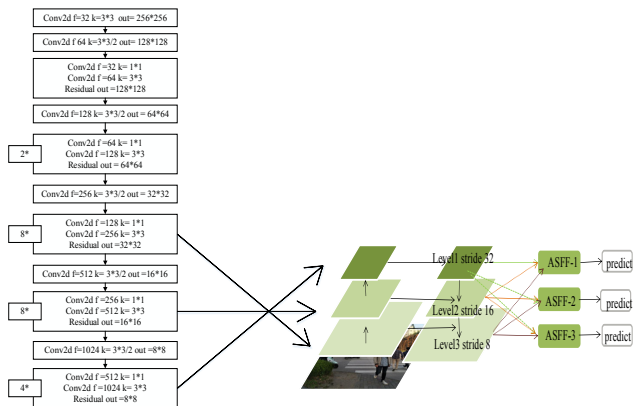 Conv2d f=32 k=3*3 out= 256*256
Conv2d f 64 k=3*3/2 out= 128*128
Conv2d f =32 k= 1*1
Conv2d f =64 k= 3*3
Residual out =128*128
Conv2d f=128 k= 3*3/2 out = 64*64
2*
Conv2d f =64 k= 1*1
Conv2d f =128 k= 3*3
Residual out = 64*64
Conv2d f=256 k= 3*3/2 out = 32*32
8*
Conv2d f =128 k= 1*1
Conv2d f =256 k= 3*3
Residual out =32*32
Conv2d f=512 k= 3*3/2 out =16*16
8*
Conv2d f =256 k= 1*1
Conv2d f =512 k= 3*3
Residual out =16*16
Conv2d f=1024 k= 3*3/2 out =8*8
4*
Conv2d f =512 k= 1*1
Conv2d f =1024 k= 3*3
Residual out =8*8
Level1 stride 32
Level2 stride 16
Level3 stride 8
ASFF-1
predict
ASFF-2
predict
ASFF-3
predict